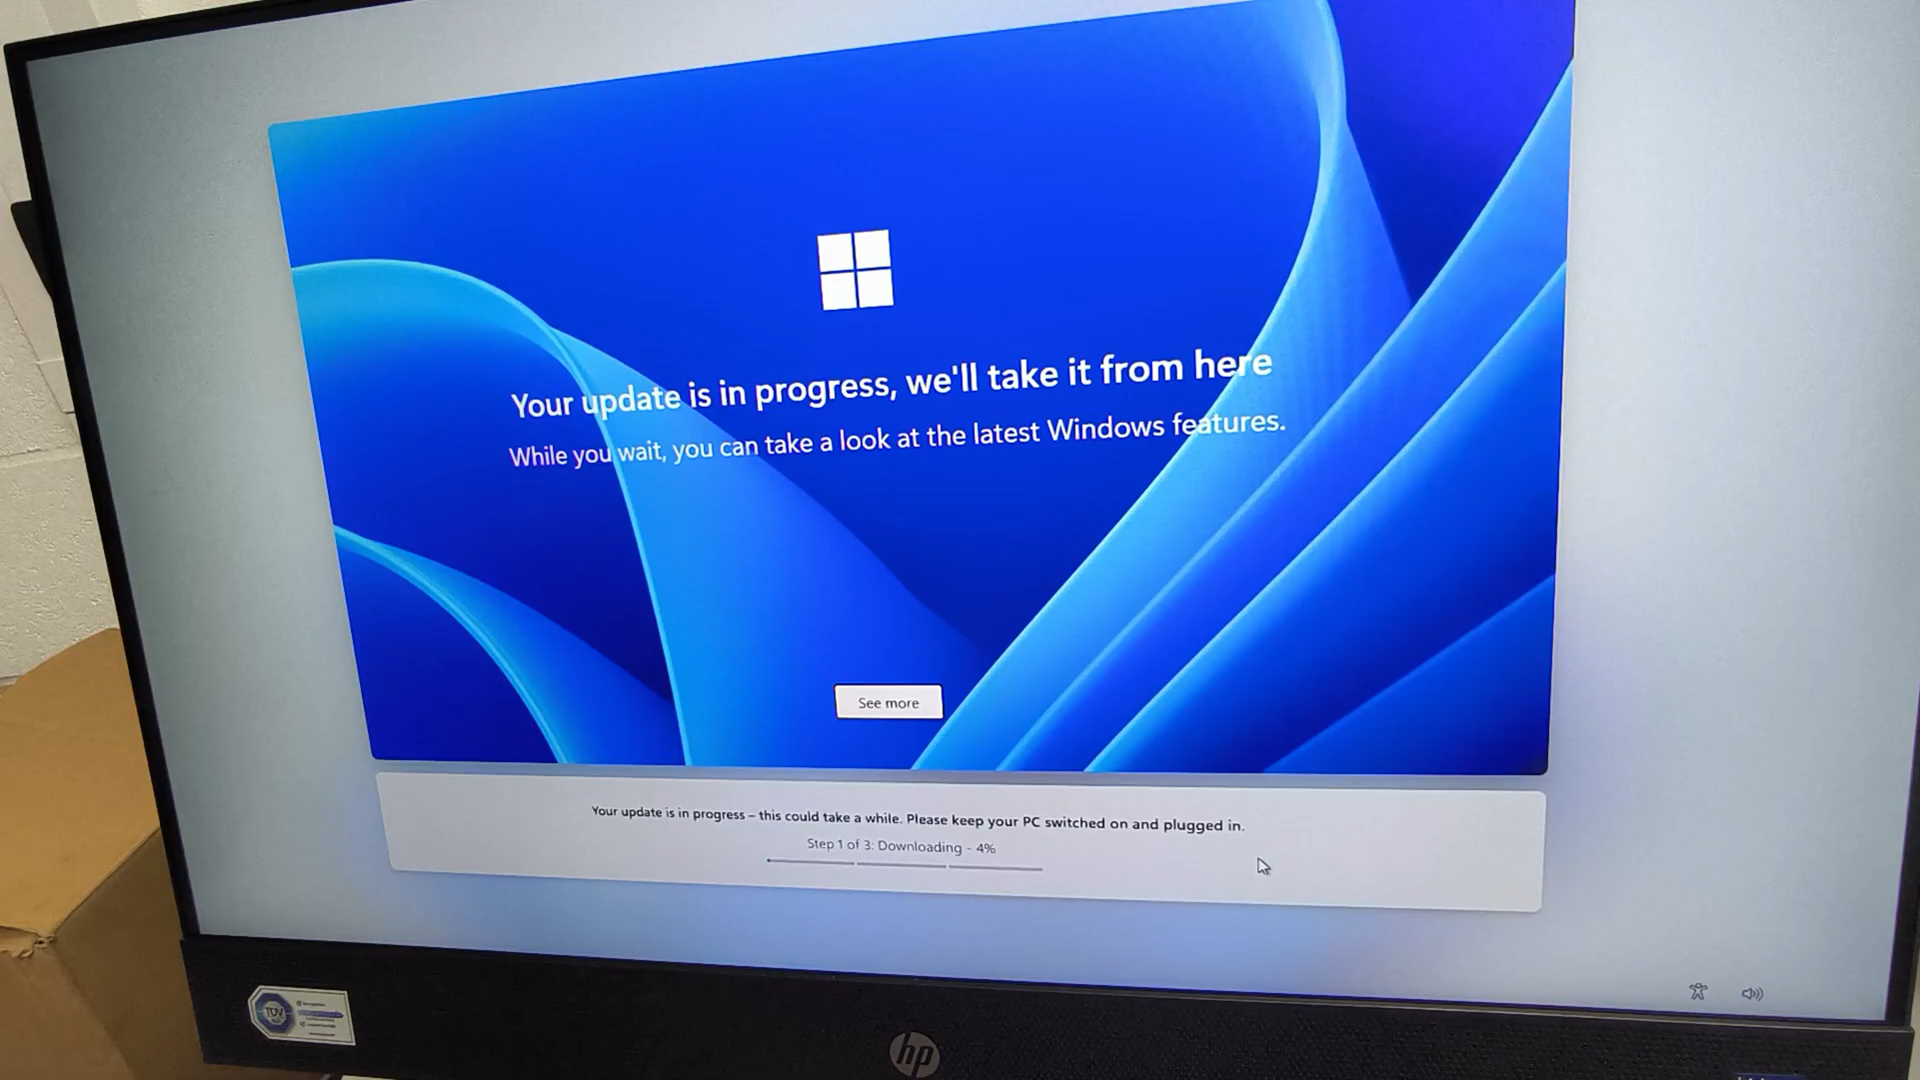 Your update is in progress, we'll take it from here
While you wait, you can take a look at the latest Windows features.
See more
Your update is in progress – this could take a while. Please keep your PC switched on and plugged in.
Step 1 of 3: Downloading - 4%
TÜV
hp